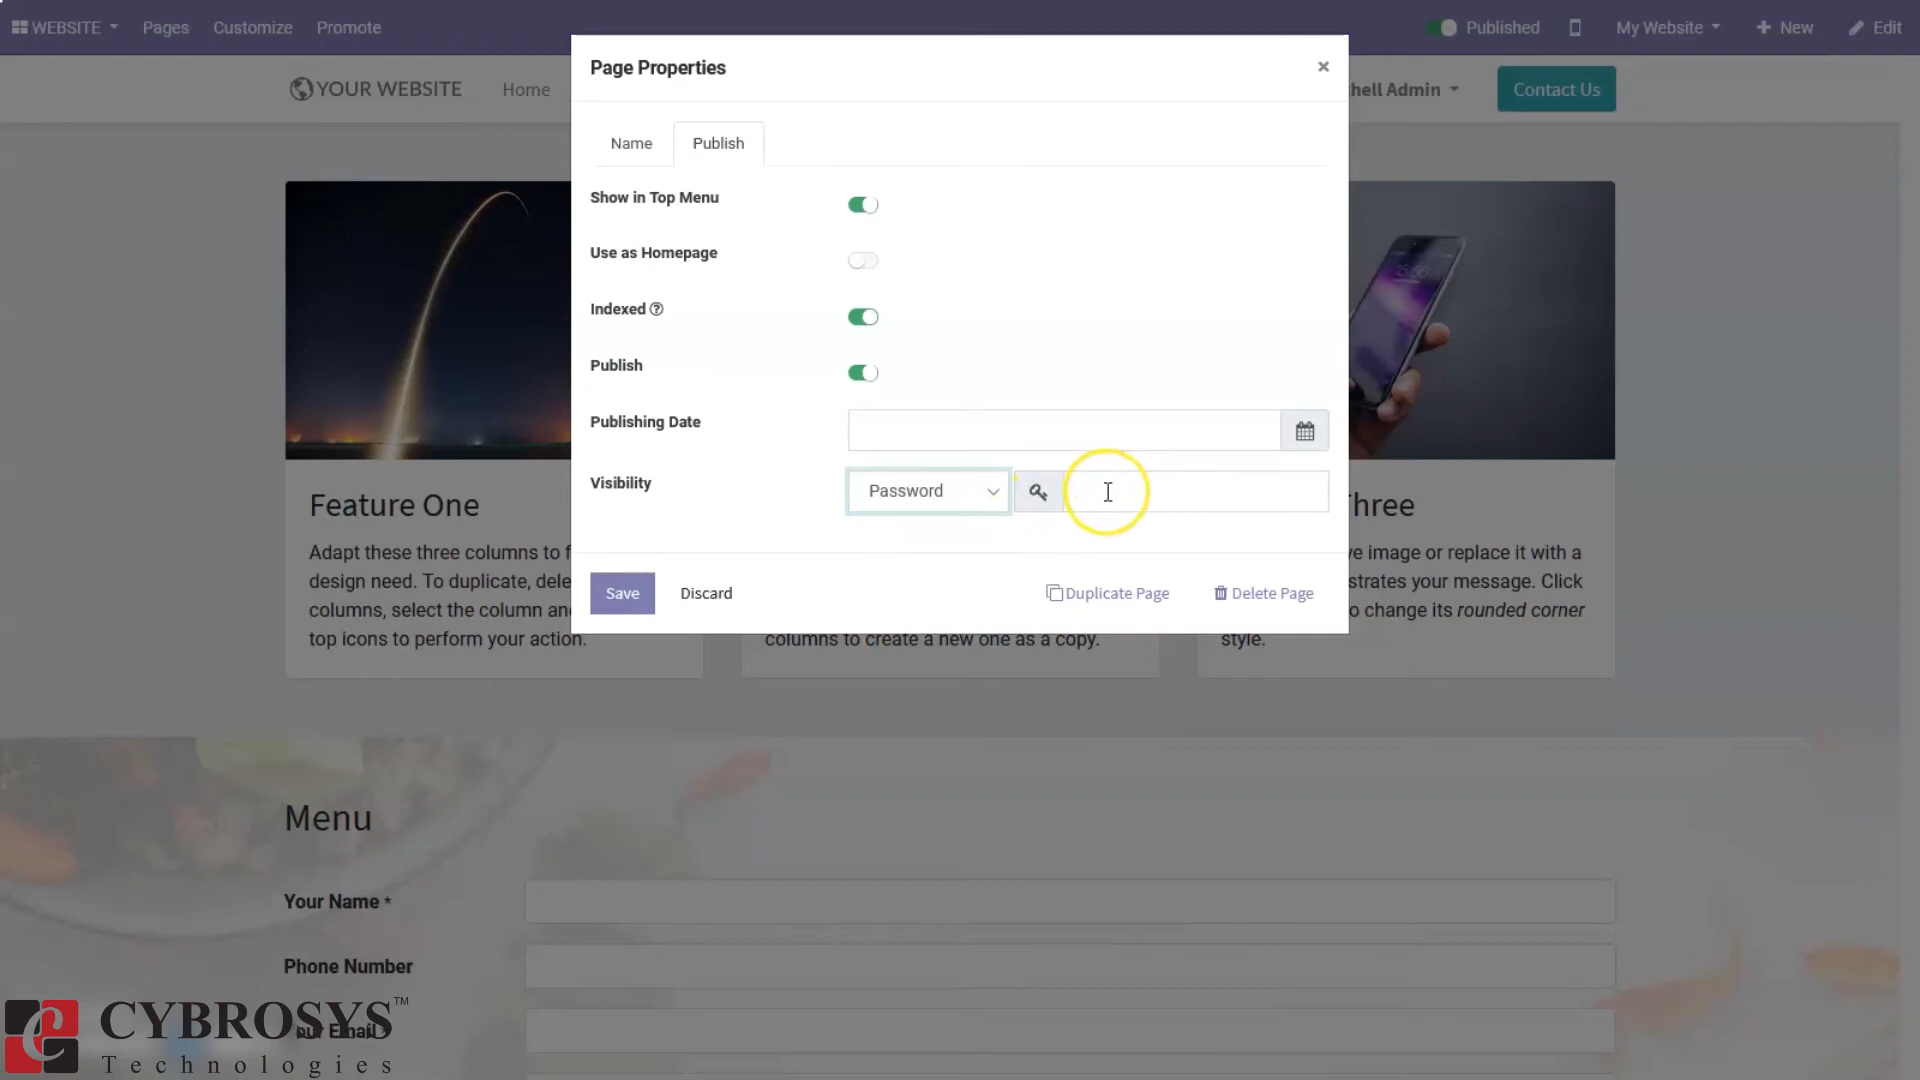 WEBSITE Pages Customize Promote Published My Website New Edit
Page Properties ×
YOUR WEBSITE Home hell Admin Contact Us
Name Publish
Show in Top Menu
Use as Homepage
Indexed
Publish
Publishing Date
Visibility Password
Feature One
Three
Adapt these three columns to f
design need. To duplicate, dele
columns, select the column an
top icons to perform your action.
columns to create a new one as a copy.
ve image or replace it with a
strates your message. Click
o change its rounded corner
style.
Save Discard Duplicate Page Delete Page
Menu
Your Name *
Phone Number
our Email *
CYBROSYS™
Technologies